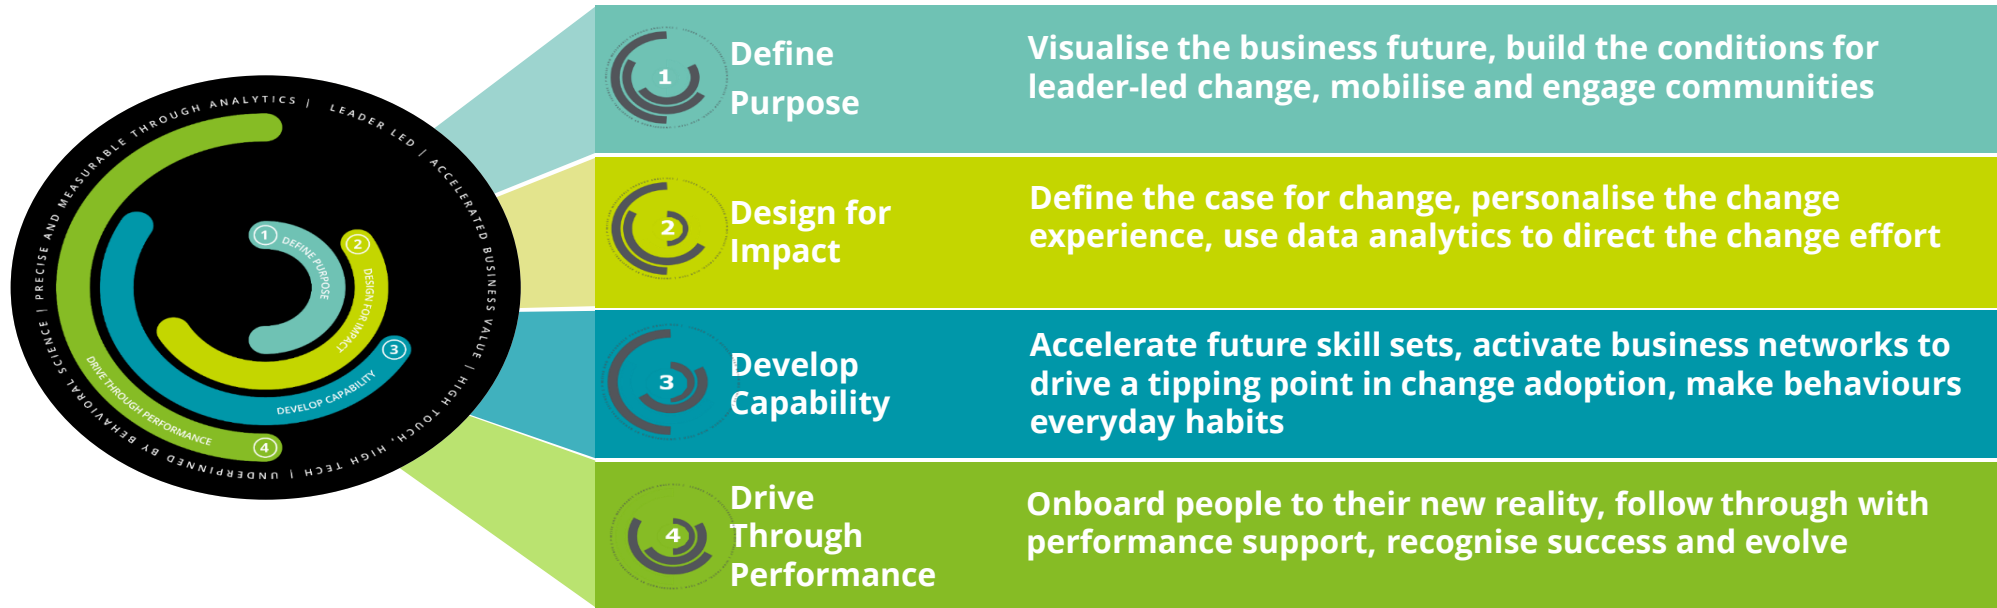 PRECISE AND MEASURABLE THROUGH ANALYTICS | LEADER LED | ACCELERATED BUSINESS VALUE | HIGH TOUCH, HIGH TECH | UNDERPINNED BY BEHAVIORAL SCIENCE |
1 DEFINE PURPOSE
2 DESIGN FOR IMPACT
3 DEVELOP CAPABILITY
4 DRIVE THROUGH PERFORMANCE
1
Define
Purpose
Visualise the business future, build the conditions for
leader-led change, mobilise and engage communities
2
Design for
Impact
Define the case for change, personalise the change
experience, use data analytics to direct the change effort
3
Develop
Capability
Accelerate future skill sets, activate business networks to
drive a tipping point in change adoption, make behaviours
everyday habits
4
Drive
Through
Performance
Onboard people to their new reality, follow through with
performance support, recognise success and evolve